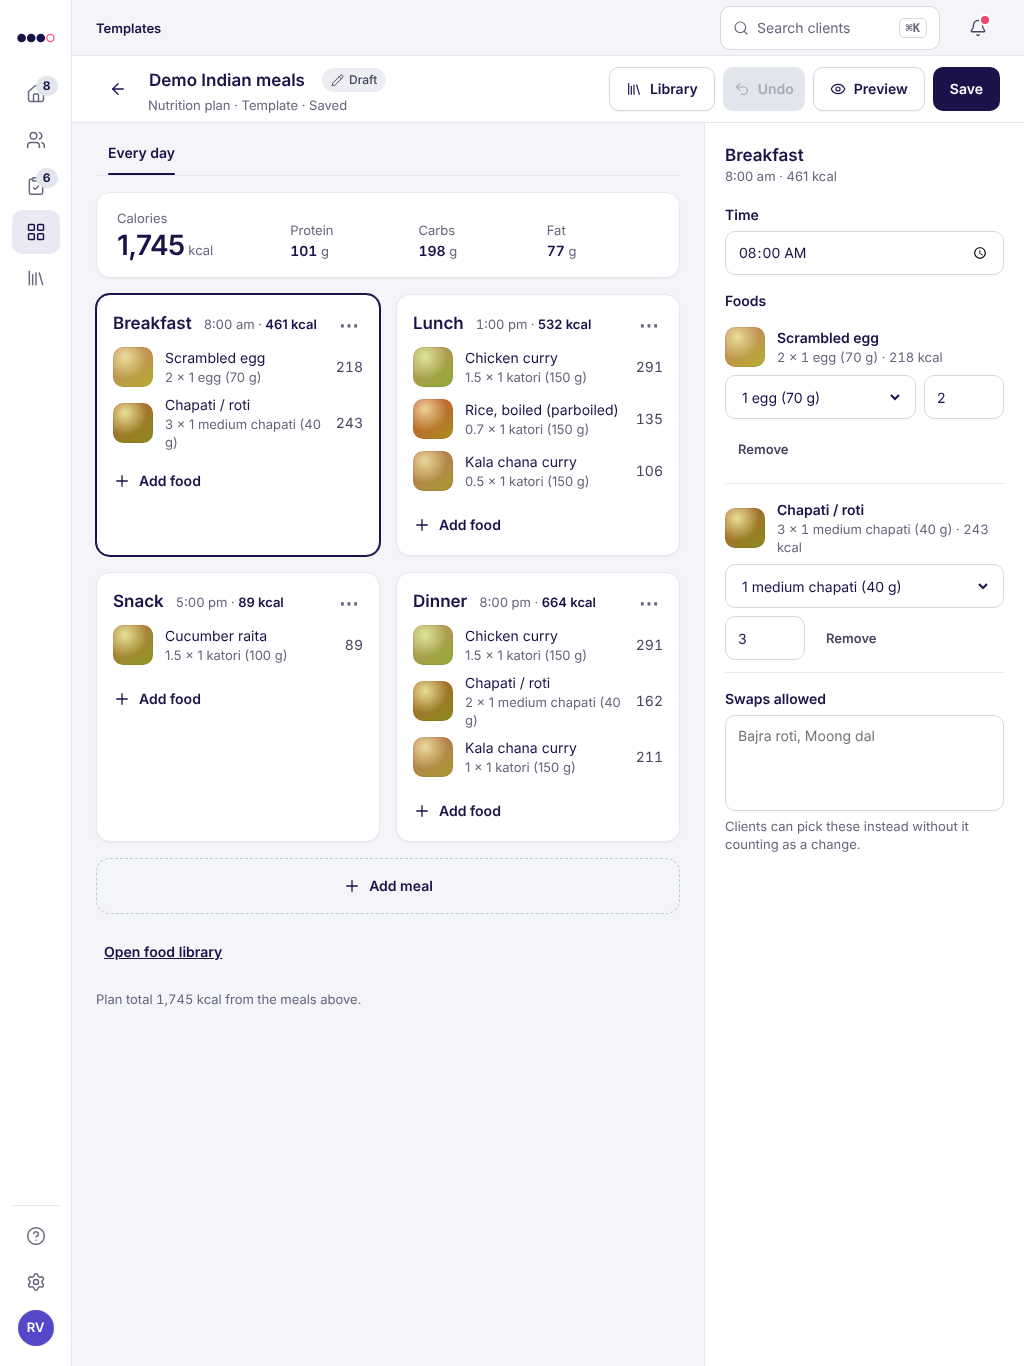 Templates
Search clients
⌘K
8
6
Demo Indian meals
Draft
Nutrition plan · Template · Saved
Library
Undo
Preview
Save
Every day
Calories
1,745 kcal
Protein
101 g
Carbs
198 g
Fat
77 g
Breakfast 8:00 am · 461 kcal
Scrambled egg
2 × 1 egg (70 g)
218
Chapati / roti
3 × 1 medium chapati (40
g)
243
Add food
Lunch 1:00 pm · 532 kcal
Chicken curry
1.5 × 1 katori (150 g)
291
Rice, boiled (parboiled)
0.7 × 1 katori (150 g)
135
Kala chana curry
0.5 × 1 katori (150 g)
106
Add food
Snack 5:00 pm · 89 kcal
Cucumber raita
1.5 × 1 katori (100 g)
89
Add food
Dinner 8:00 pm · 664 kcal
Chicken curry
1.5 × 1 katori (150 g)
291
Chapati / roti
2 × 1 medium chapati (40
g)
162
Kala chana curry
1 × 1 katori (150 g)
211
Add food
Add meal
Open food library
Plan total 1,745 kcal from the meals above.
Breakfast
8:00 am · 461 kcal
Time
08:00 AM
Foods
Scrambled egg
2 × 1 egg (70 g) · 218 kcal
1 egg (70 g)
2
Remove
Chapati / roti
3 × 1 medium chapati (40 g) · 243
kcal
1 medium chapati (40 g)
3
Remove
Swaps allowed
Bajra roti, Moong dal
Clients can pick these instead without it
counting as a change.
RV